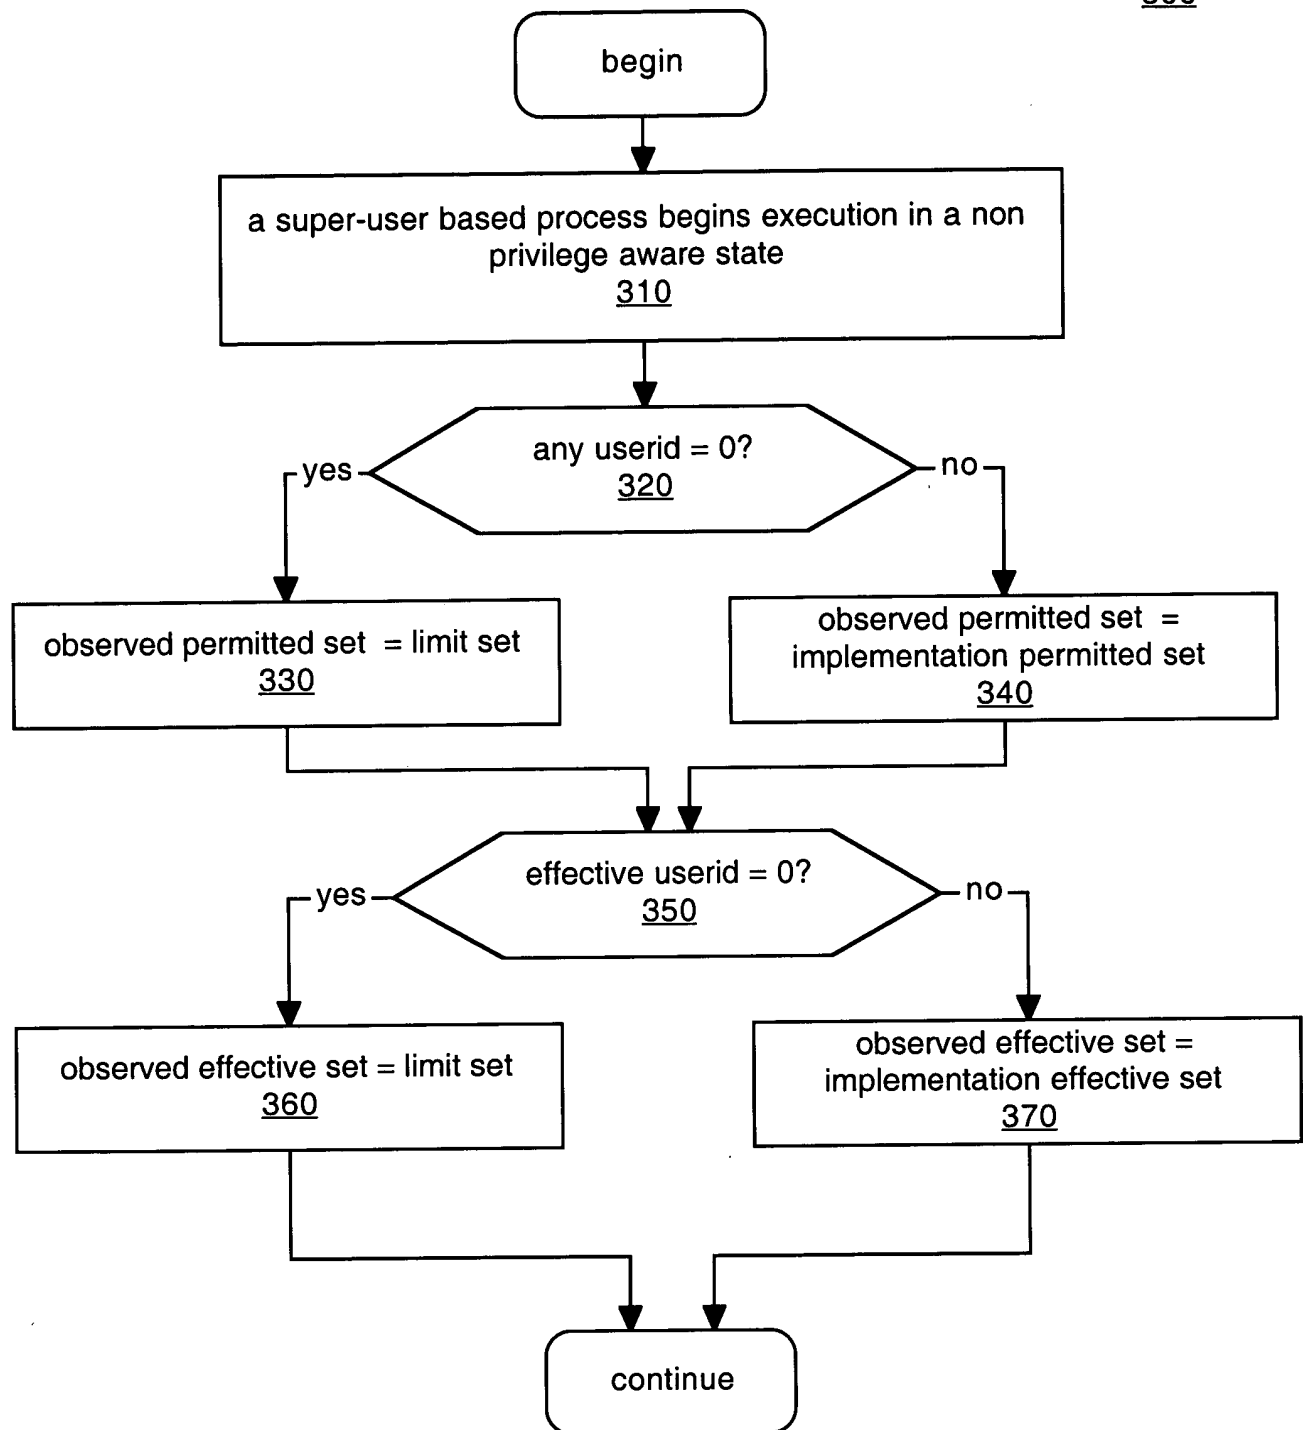 begin
a super-user based process begins execution in a non
privilege aware state
310
any userid = 0?
320
yes
no
observed permitted set = limit set
330
observed permitted set =
implementation permitted set
340
effective userid = 0?
350
yes
no
observed effective set = limit set
360
observed effective set =
implementation effective set
370
continue